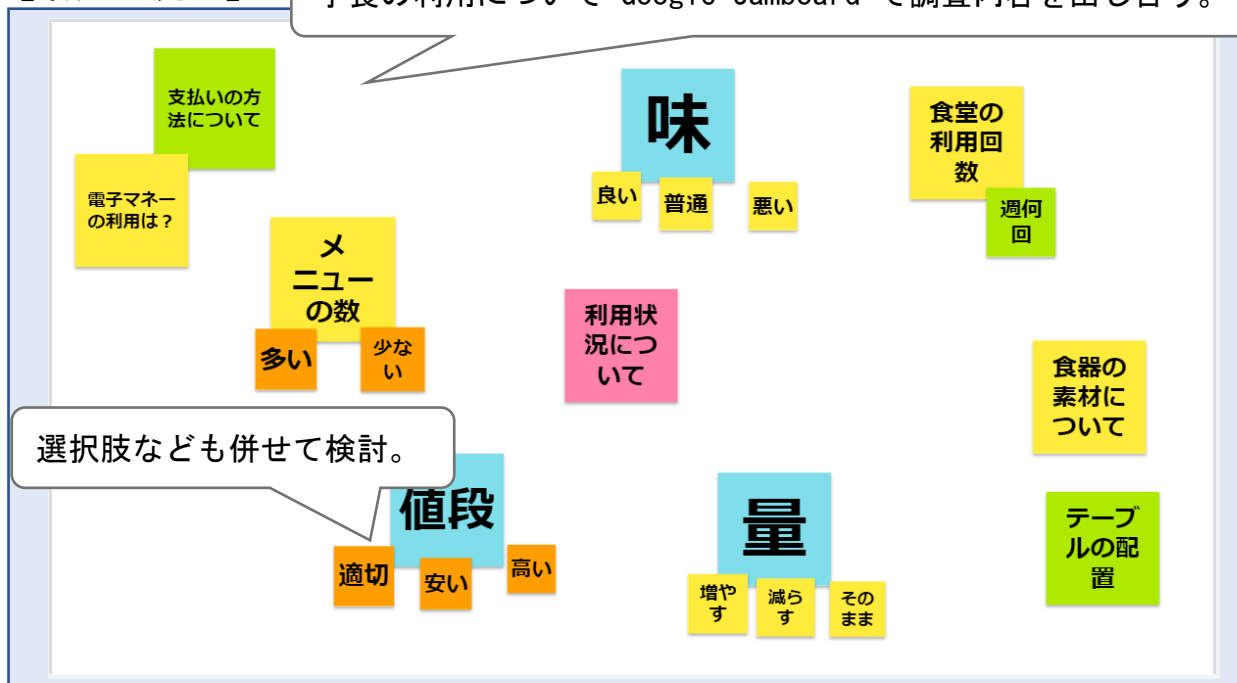 支払いの方
法について
電子マネー
の利用は？
メ
ニュー
の数
多い
少な
い
味
良い
普通
悪い
食堂の
利用回
数
週何
回
利用状
況につ
いて
食器の
素材に
ついて
選択肢なども併せて検討。
値段
適切
安い
高い
量
増や
す
減ら
す
その
まま
テーブ
ルの配
置